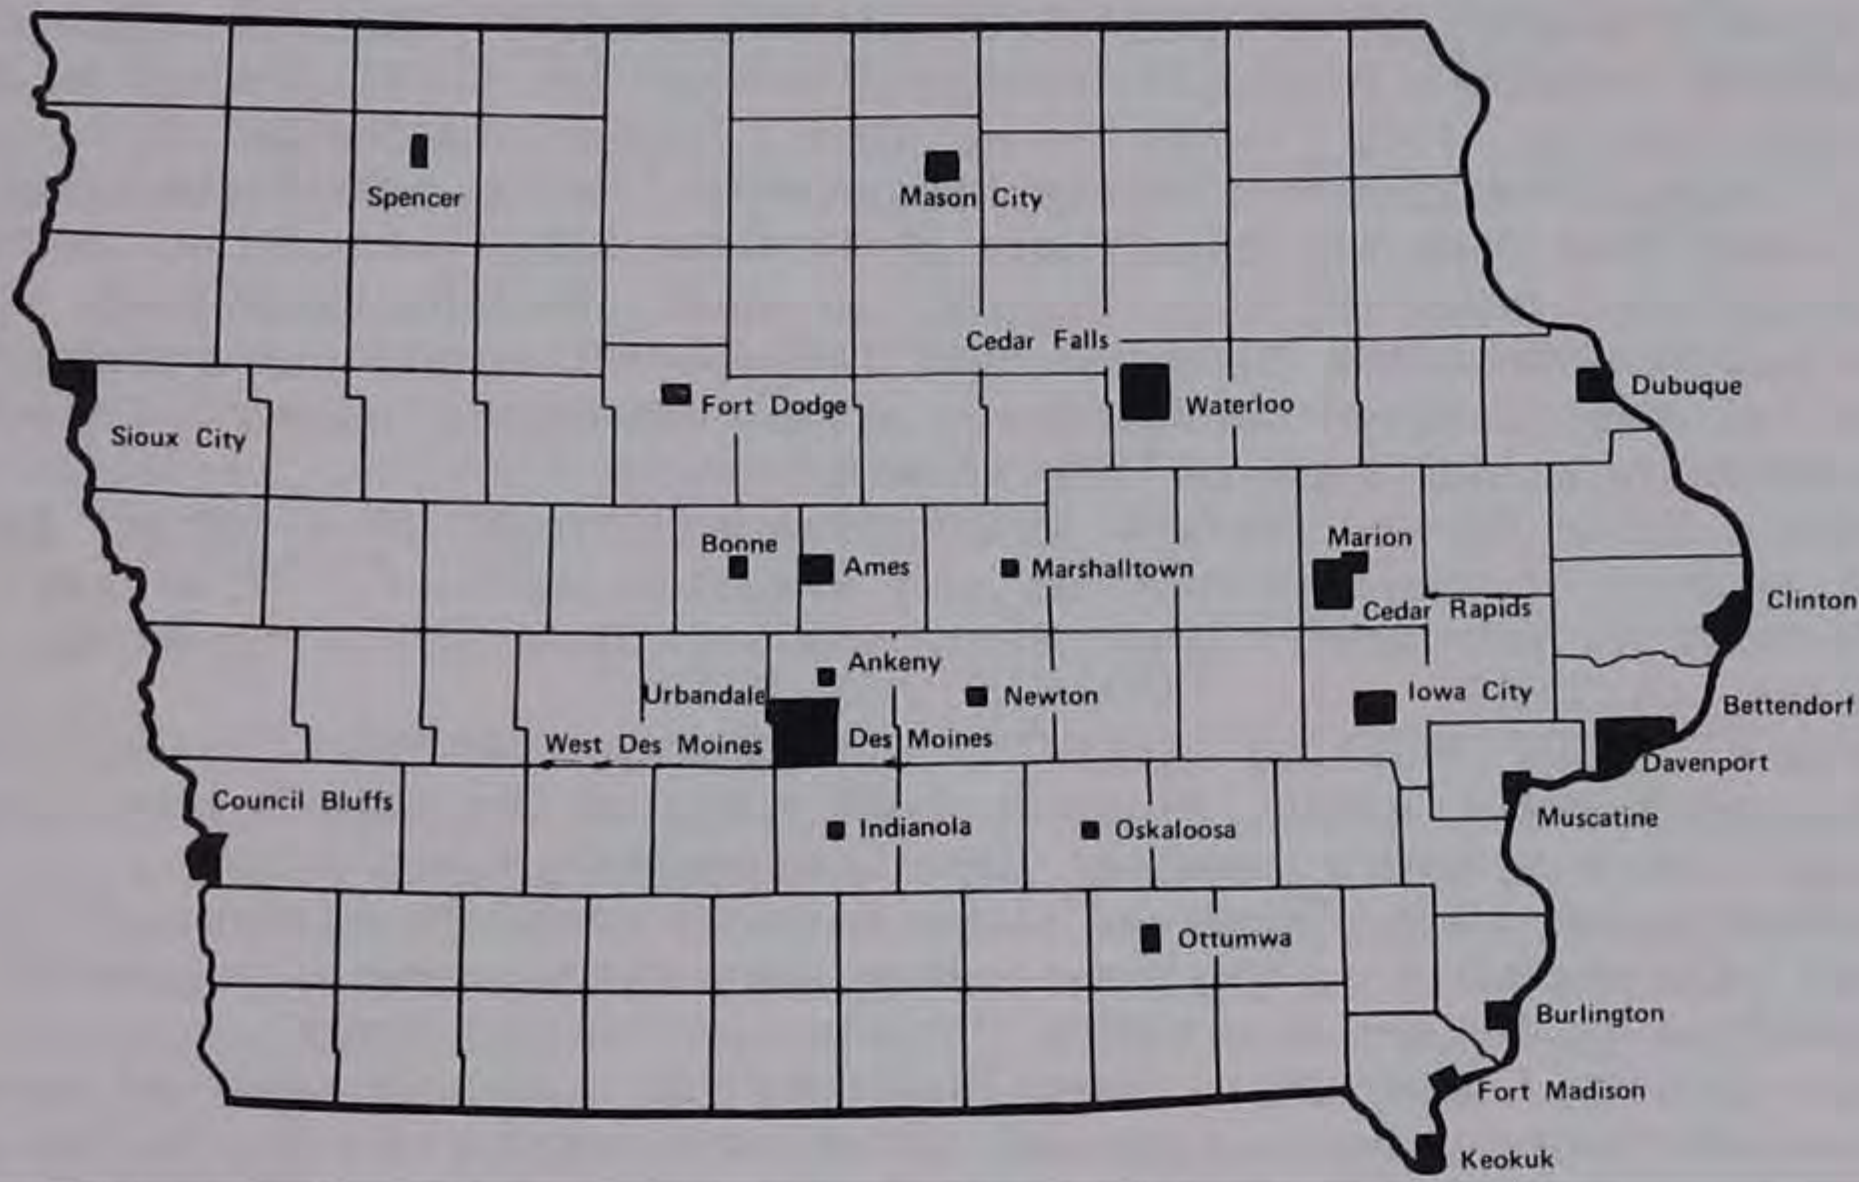 Spencer
Mason City
Cedar Falls
Waterloo
Dubuque
Fort Dodge
Sioux City
Boone
Ames
Marshalltown
Marion
Cedar Rapids
Clinton
Ankeny
Urbandale
Newton
Iowa City
Bettendorf
West Des Moines
Des Moines
Davenport
Council Bluffs
Indianola
Oskaloosa
Muscatine
Ottumwa
Burlington
Fort Madison
Keokuk